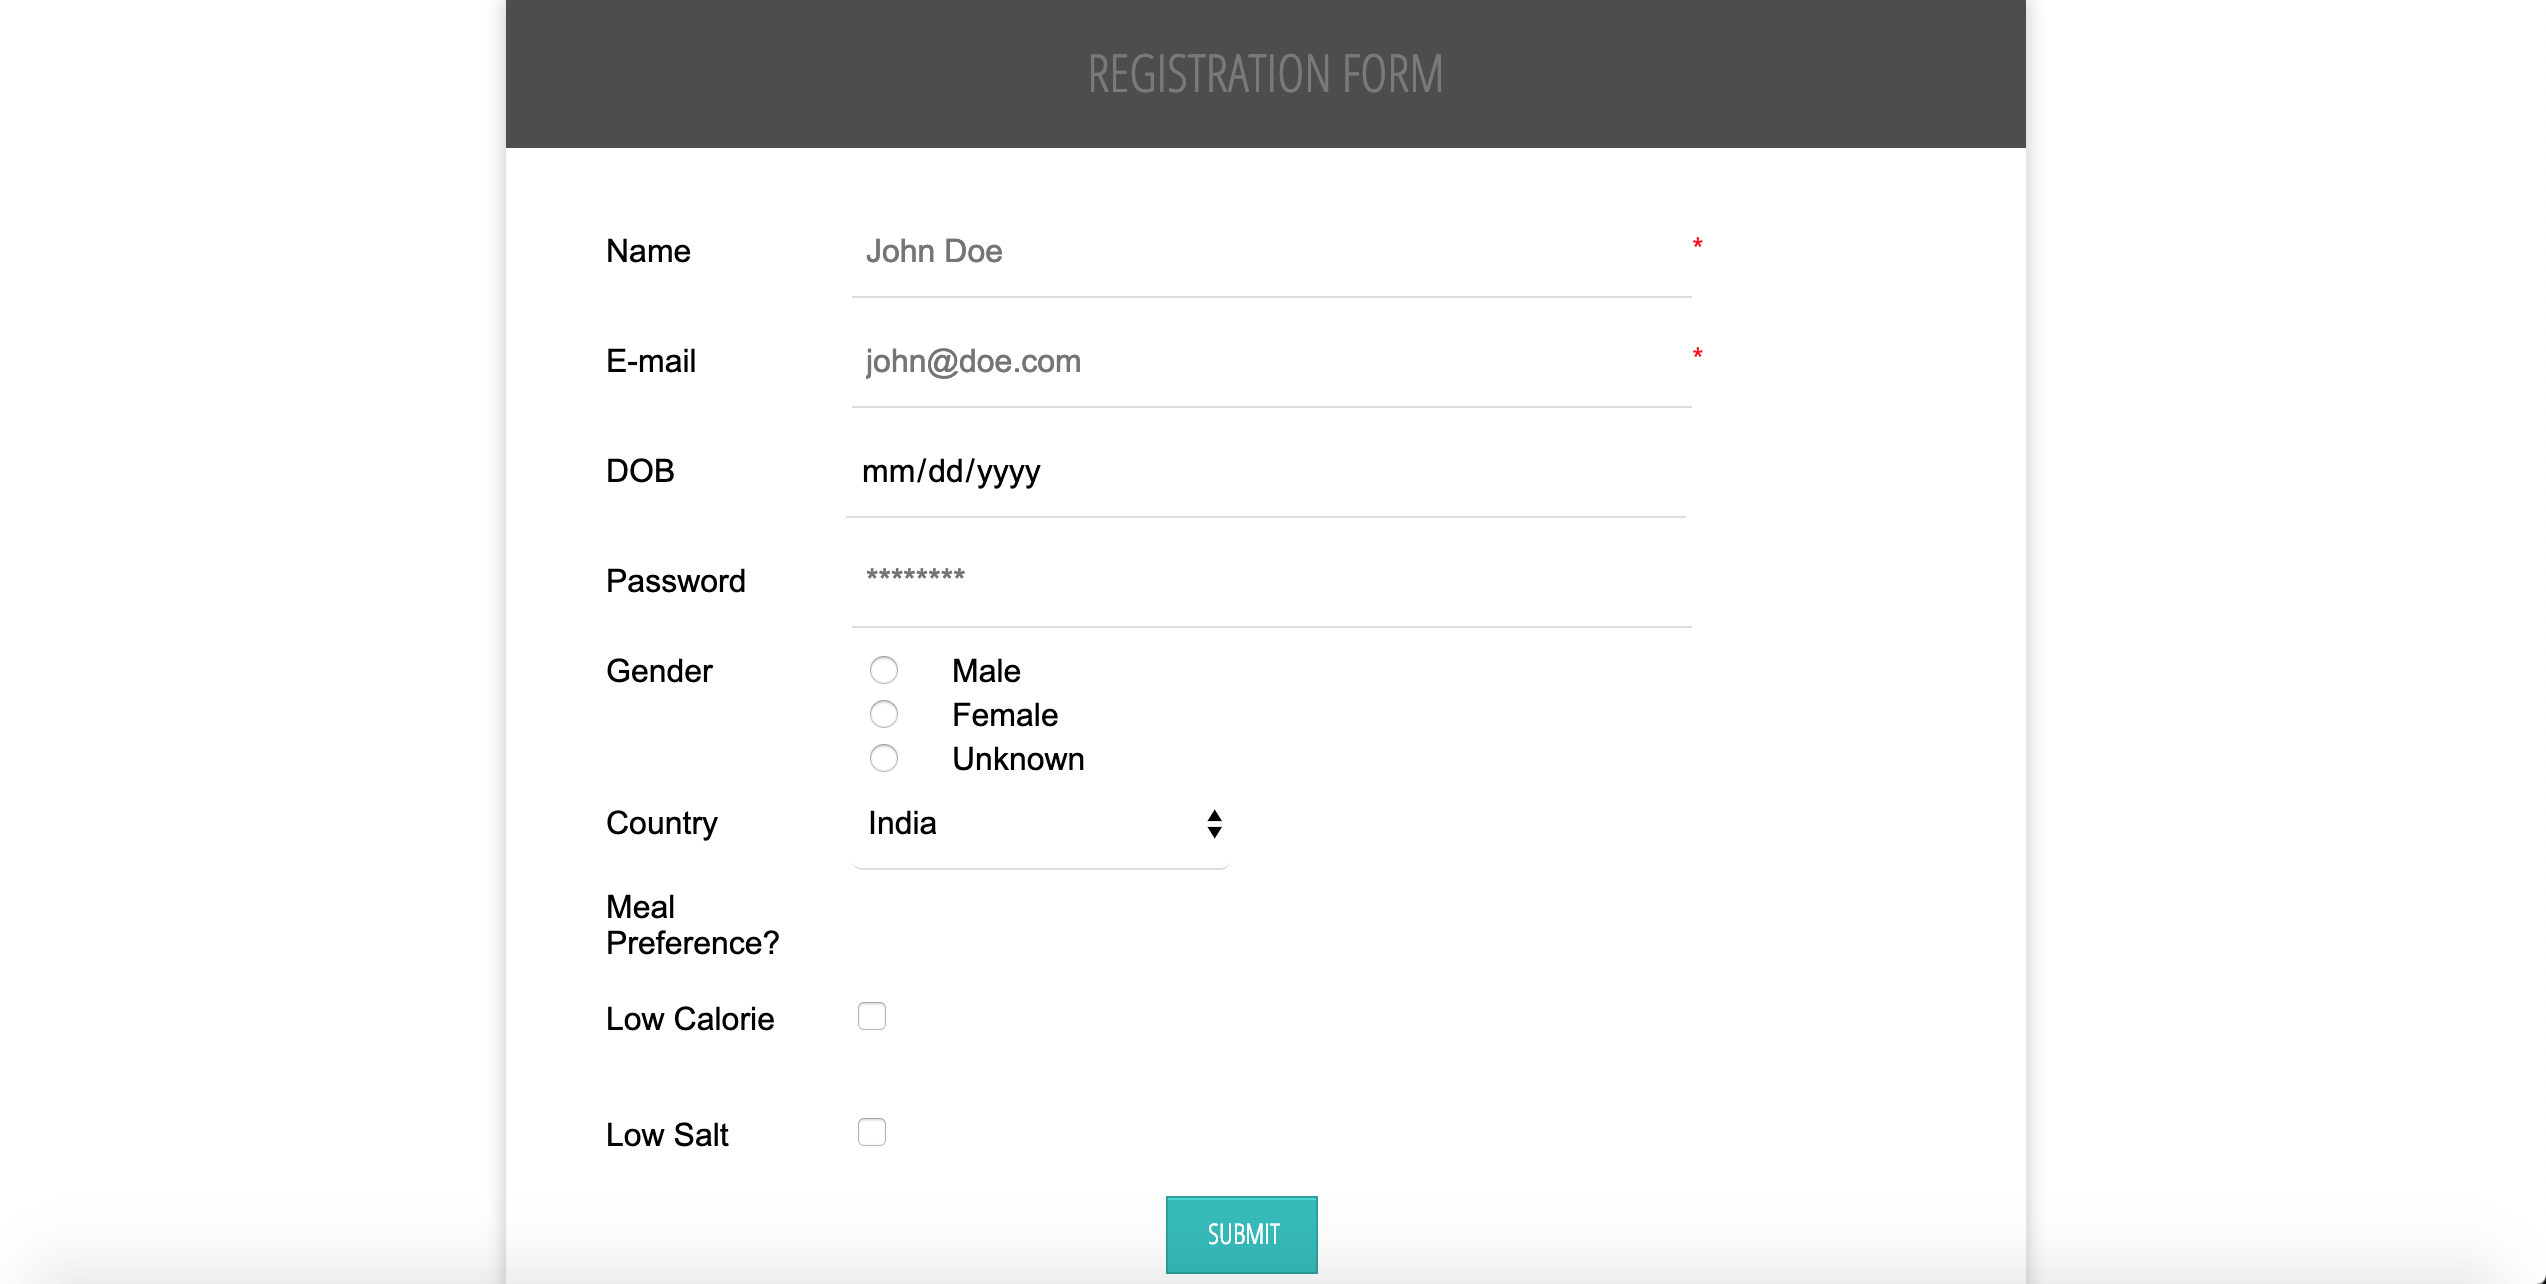 REGISTRATION FORM
Name John Doe *
E-mail john@doe.com *
DOB mm/dd/yyyy
Password ********
Gender Male
Female
Unknown
Country India
Meal
Preference?
Low Calorie
Low Salt
SUBMIT